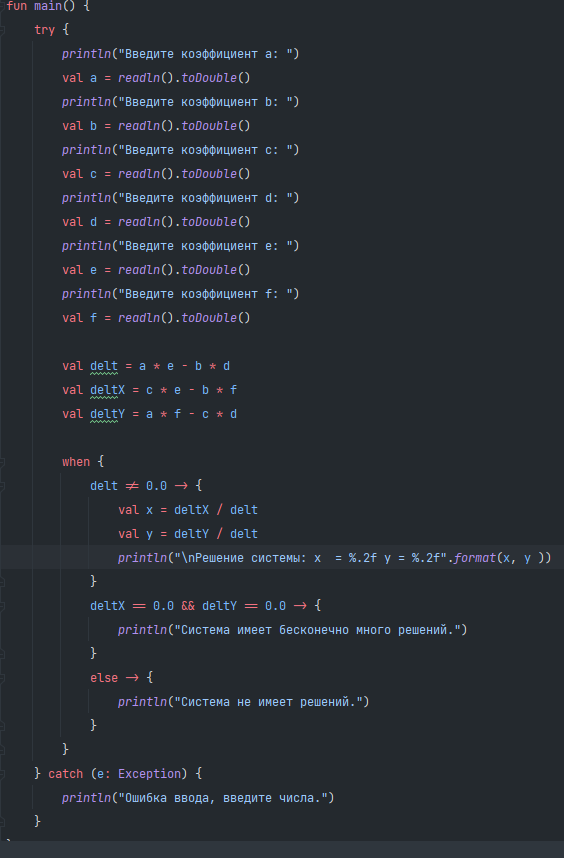 fun main() {
    try {
        println("Введите коэффициент a: ")
        val a = readln().toDouble()
        println("Введите коэффициент b: ")
        val b = readln().toDouble()
        println("Введите коэффициент c: ")
        val c = readln().toDouble()
        println("Введите коэффициент d: ")
        val d = readln().toDouble()
        println("Введите коэффициент e: ")
        val e = readln().toDouble()
        println("Введите коэффициент f: ")
        val f = readln().toDouble()

        val delt = a * e - b * d
        val deltX = c * e - b * f
        val deltY = a * f - c * d

        when {
            delt != 0.0 -> {
                val x = deltX / delt
                val y = deltY / delt
                println("\nРешение системы: x  = %.2f y = %.2f".format(x, y ))
            }
            deltX == 0.0 && deltY == 0.0 -> {
                println("Система имеет бесконечно много решений.")
            }
            else -> {
                println("Система не имеет решений.")
            }
        }
    } catch (e: Exception) {
        println("Ошибка ввода, введите числа.")
    }